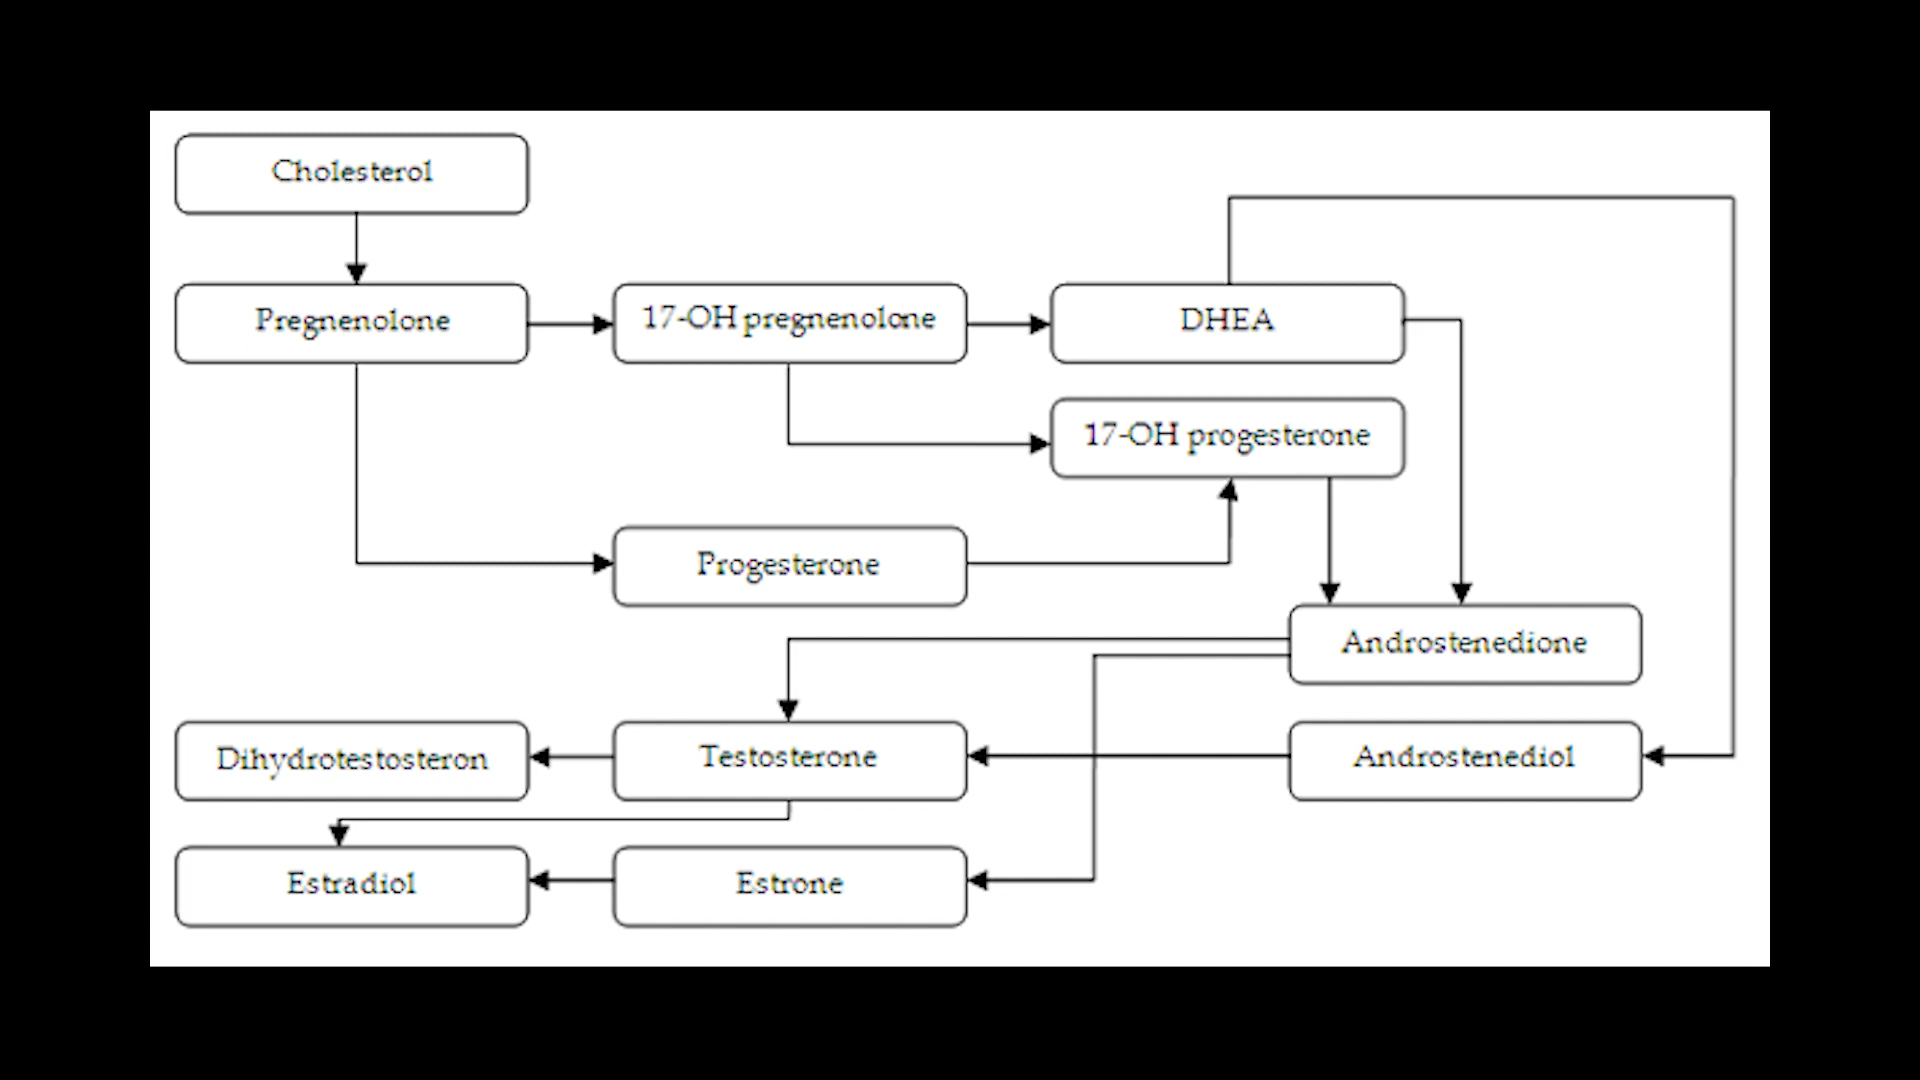 Cholesterol
Pregnenolone
17-OH pregnenolone
DHEA
17-OH progesterone
Progesterone
Androstenedione
Dihydrotestosteron
Testosterone
Androstenediol
Estradiol
Estrone